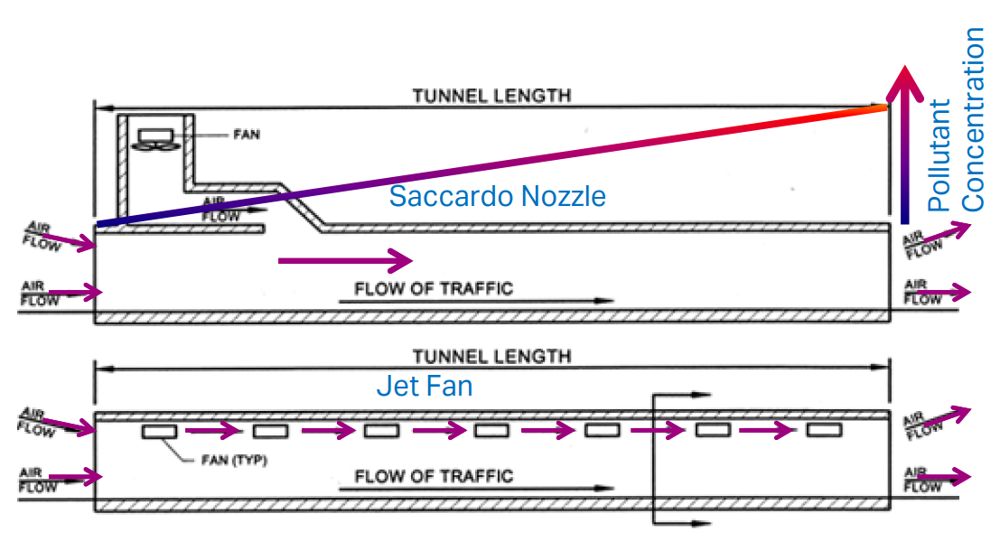 TUNNEL LENGTH
FAN
Saccardo Nozzle
AIR
FLOW
AIR
FLOW
AIR
FLOW
FLOW OF TRAFFIC
AIR
FLOW
AIR
FLOW
Pollutant
Concentration
TUNNEL LENGTH
Jet Fan
AIR
FLOW
FAN (TYP)
AIR
FLOW
FLOW OF TRAFFIC
AIR
FLOW
AIR
FLOW